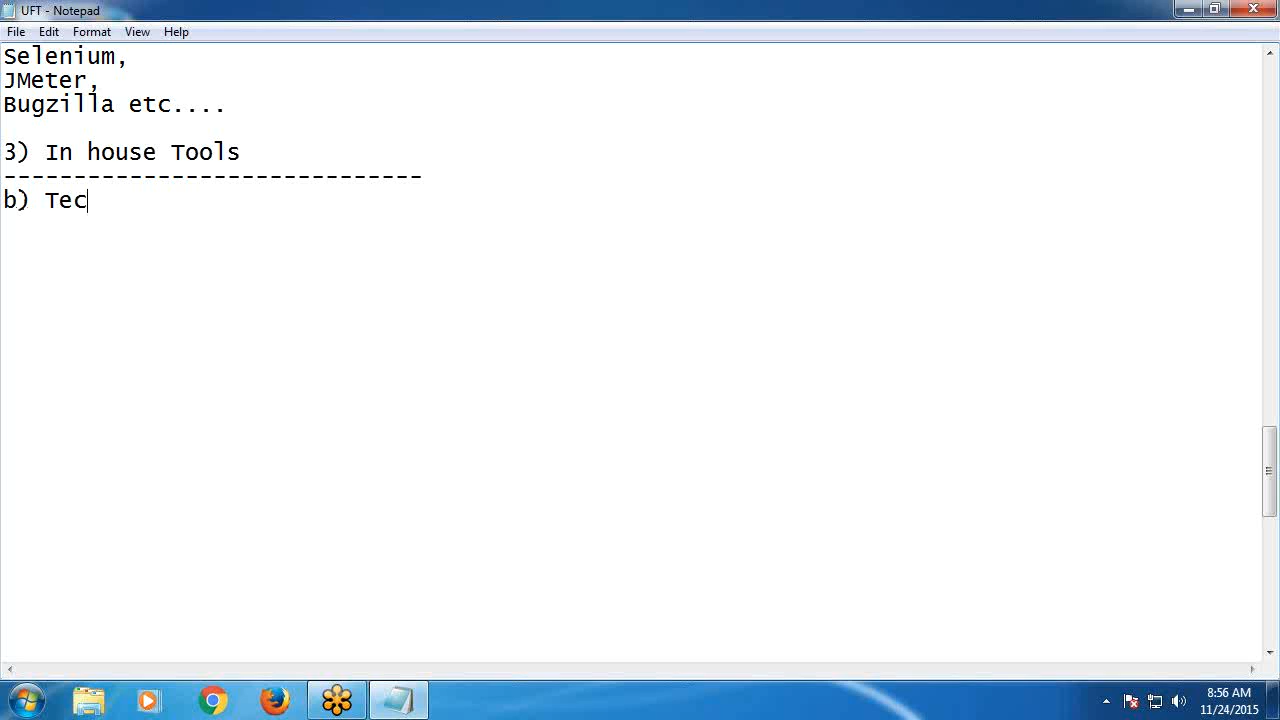 UFT - Notepad
File Edit Format View Help
Selenium,
JMeter,
Bugzilla etc....
3) In house Tools
------------------------------
b) Tec
8:56 AM
11/24/2015